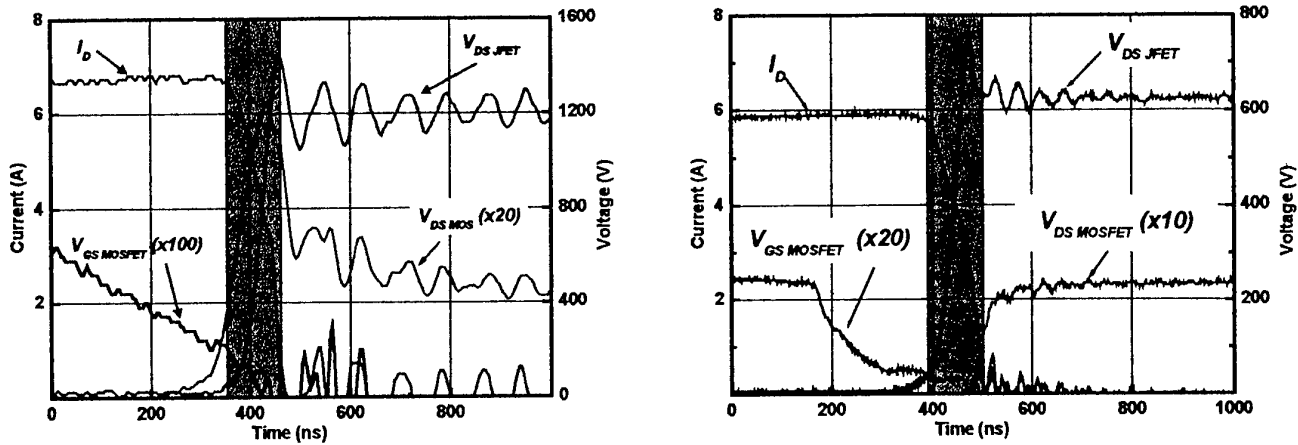 8
6
4
2
Current (A)
1600
1200
800
400
0
Voltage (V)
I_D
V_DS JFET
V_DS MOS (x20)
V_GS MOSFET (x100)
0
200
400
600
800
Time (ns)
8
6
4
2
0
Current (A)
800
600
400
200
0
Voltage (V)
I_D
V_DS JFET
V_GS MOSFET (x20)
V_DS MOSFET (x10)
0
200
400
600
800
1000
Time (ns)